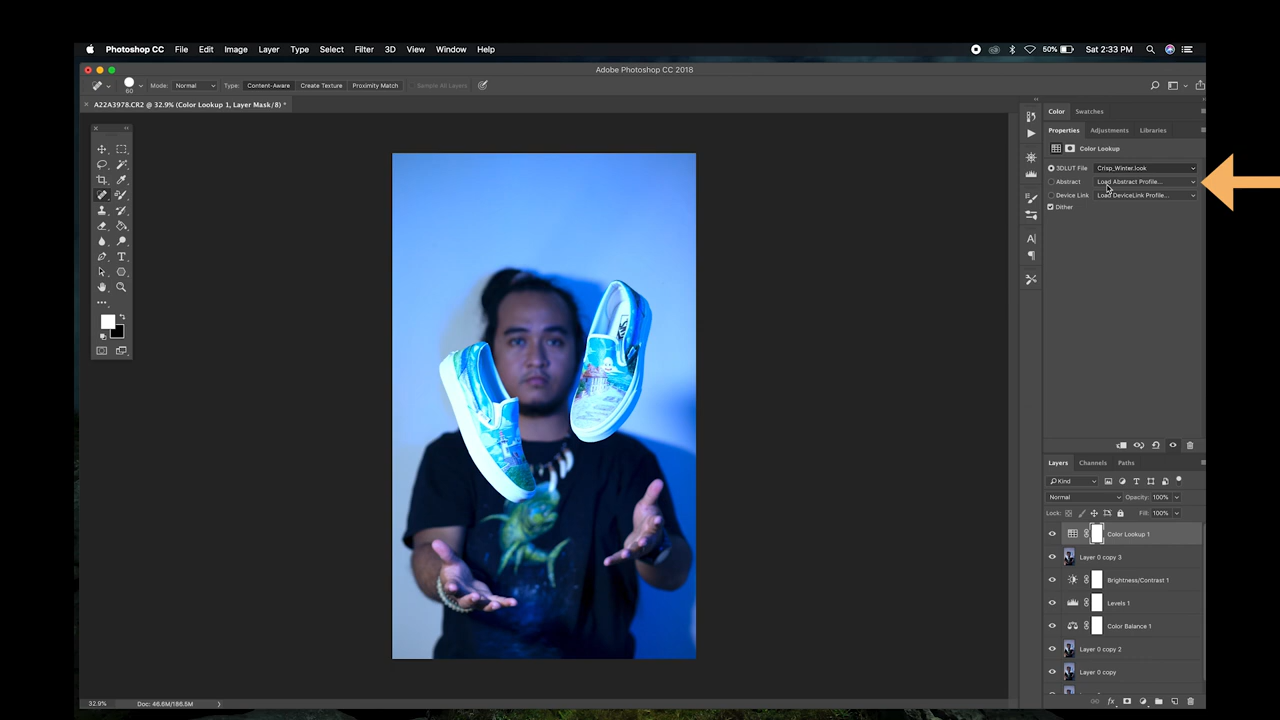 Photoshop CC File Edit Image Layer Type Select Filter 3D View Window Help 50% Sat 2:33 PM
Adobe Photoshop CC 2018
60 Mode: Normal Type: Content-Aware Create Texture Proximity Match Sample All Layers
× A22A3978.CR2 @ 32.9% (Color Lookup 1, Layer Mask/8) *
Color Swatches
Properties Adjustments Libraries
Color Lookup
3DLUT File Crisp_Winter.look
Abstract Load Abstract Profile...
Device Link Load DeviceLink Profile...
Dither
VANS
Layers Channels Paths
Kind
Normal Opacity: 100%
Lock: Fill: 100%
Color Lookup 1
Layer 0 copy 3
Brightness/Contrast 1
Levels 1
Color Balance 1
Layer 0 copy 2
Layer 0 copy
32.9% Doc: 46.6M/186.5M